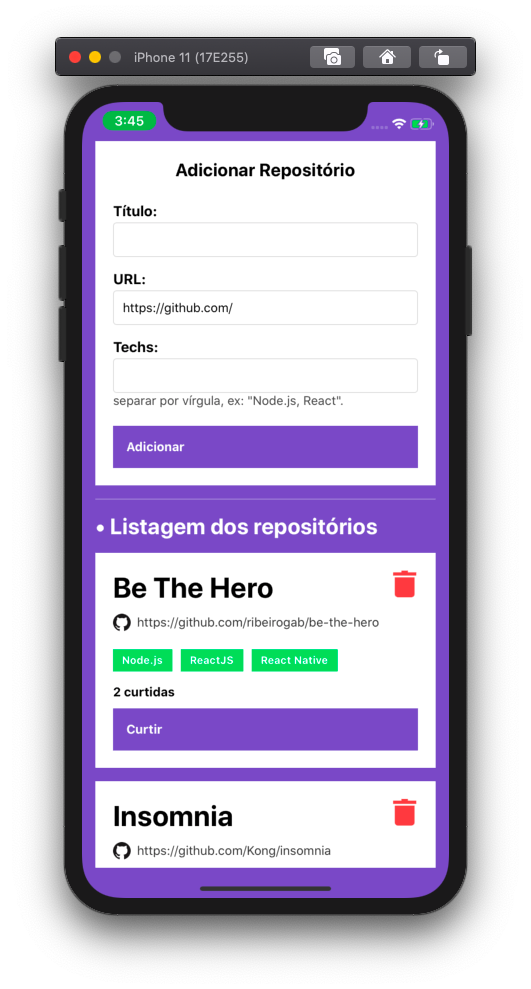 iPhone 11 (17E255)
3:45
Adicionar Repositório
Título:
URL:
https://github.com/
Techs:
separar por vírgula, ex: "Node.js, React".
Adicionar
• Listagem dos repositórios
Be The Hero
https://github.com/ribeirogab/be-the-hero
Node.js ReactJS React Native
2 curtidas
Curtir
Insomnia
https://github.com/Kong/insomnia